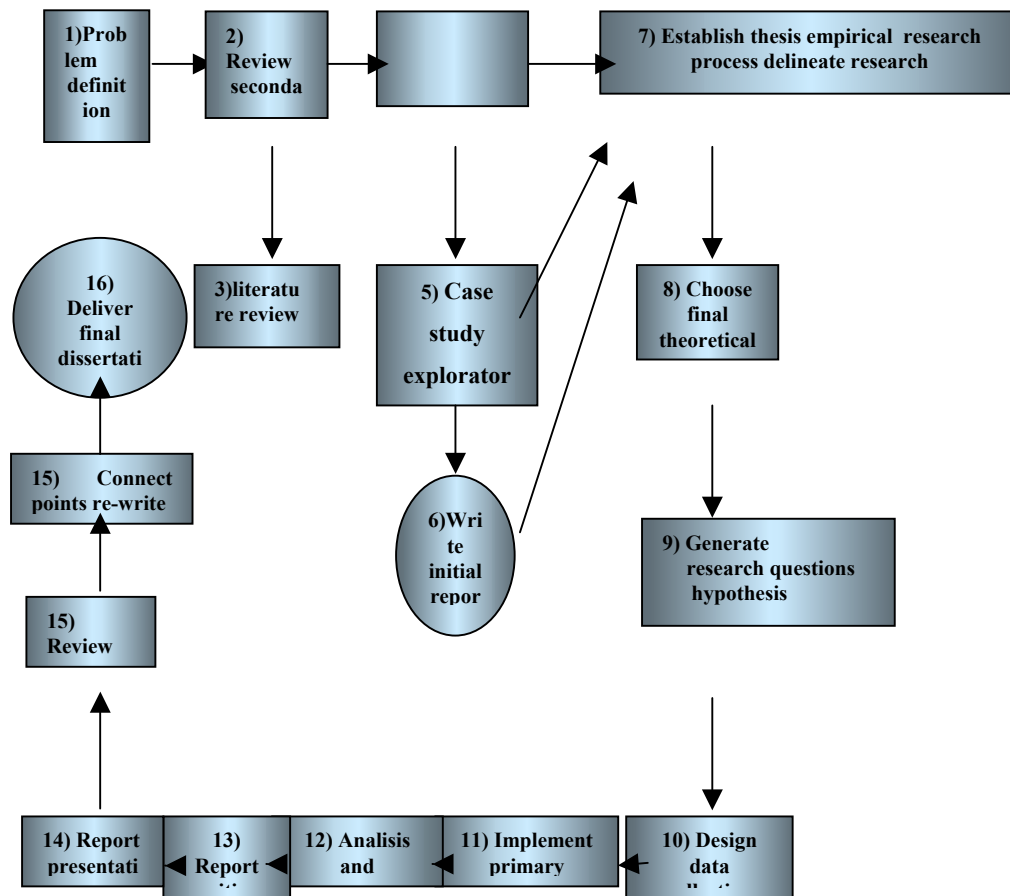 1)Prob
lem
definit
ion
2)
Review
seconda
7) Establish thesis empirical research
process delineate research
3)literatu
re review
5) Case
study
explorator
8) Choose
final
theoretical
16)
Deliver
final
dissertati
15) Connect
points re-write
6)Wri
te
initial
repor
9) Generate
research questions
hypothesis
15)
Review
14) Report
presentati
13)
Report
12) Analisis
and
11) Implement
primary
10) Design
data